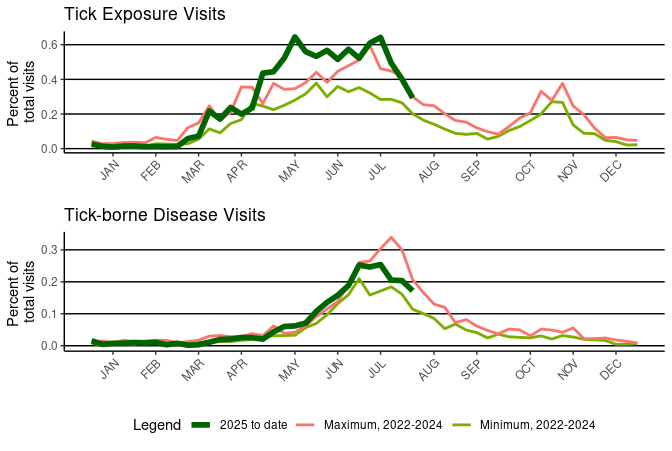 Tick Exposure Visits
Percent of
total visits
0.6
0.4
0.2
0.0
JAN
FEB
MAR
APR
MAY
JUN
JUL
AUG
SEP
OCT
NOV
DEC
Tick-borne Disease Visits
Percent of
total visits
0.3
0.2
0.1
0.0
JAN
FEB
MAR
APR
MAY
JUN
JUL
AUG
SEP
OCT
NOV
DEC
Legend
2025 to date
Maximum, 2022-2024
Minimum, 2022-2024